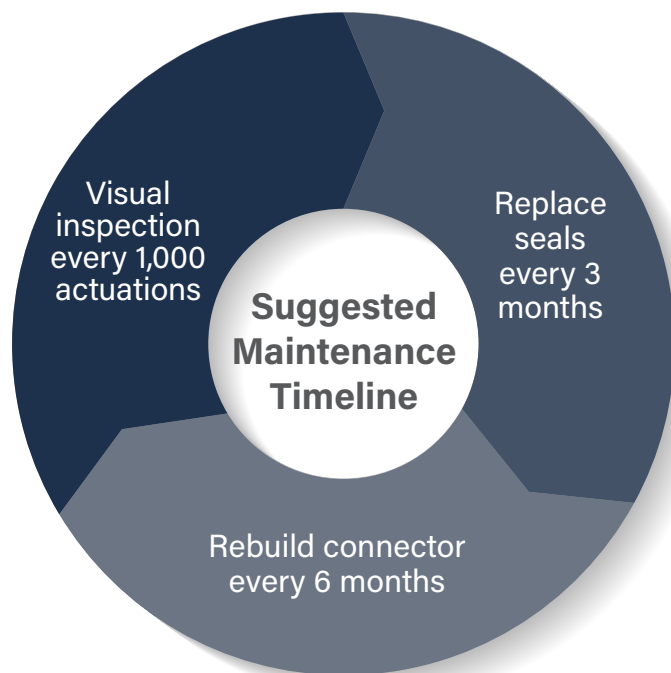 Suggested
Maintenance
Timeline
Visual
inspection
every 1,000
actuations
Replace
seals
every 3
months
Rebuild connector
every 6 months